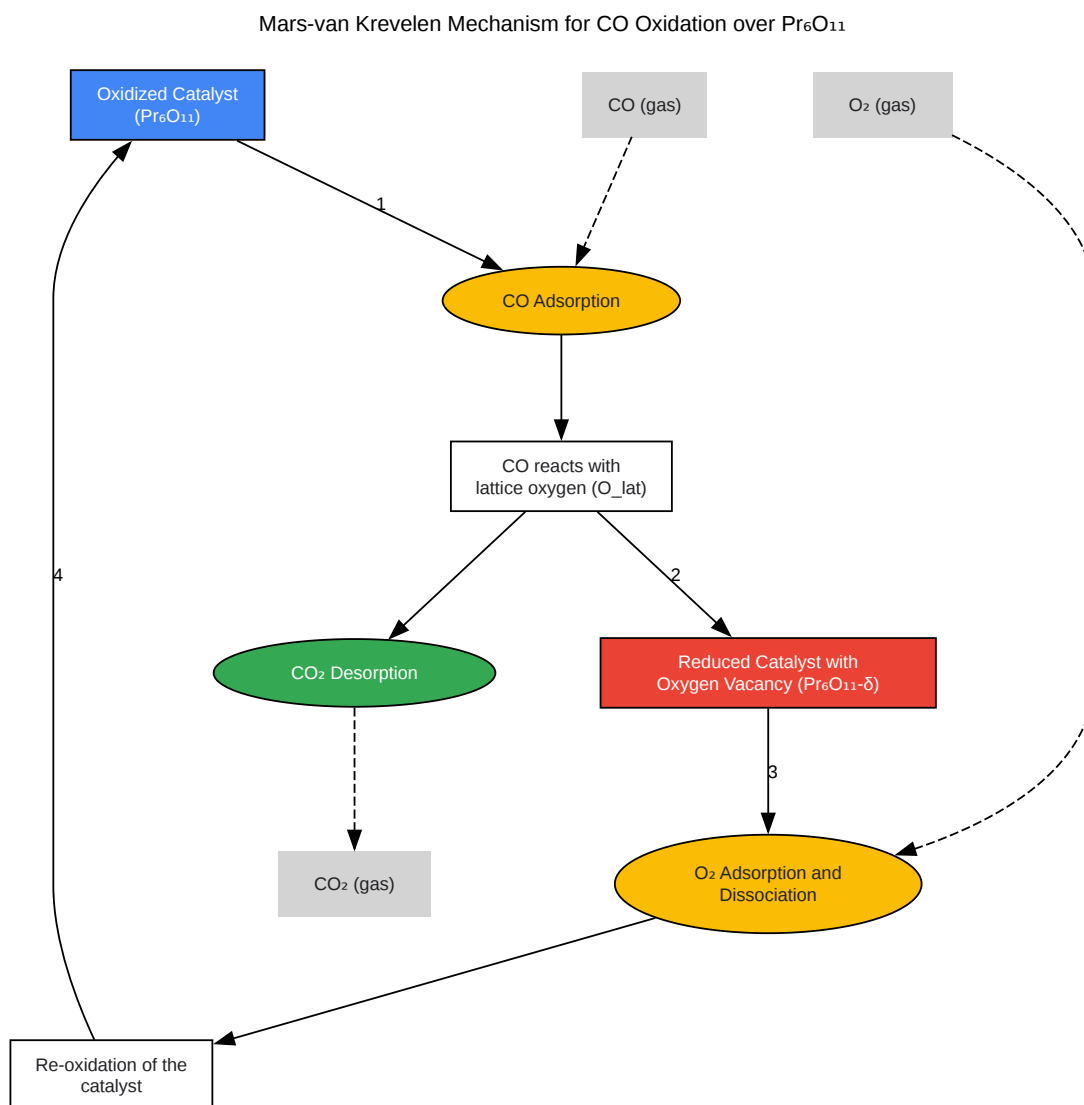 Mars-van Krevelen Mechanism for CO Oxidation over Pr₆O₁₁
Oxidized Catalyst
(Pr₆O₁₁)
CO (gas)
O₂ (gas)
1
CO Adsorption
CO reacts with
lattice oxygen (O_lat)
4
2
CO₂ Desorption
Reduced Catalyst with
Oxygen Vacancy (Pr₆O₁₁-δ)
3
CO₂ (gas)
O₂ Adsorption and
Dissociation
Re-oxidation of the
catalyst